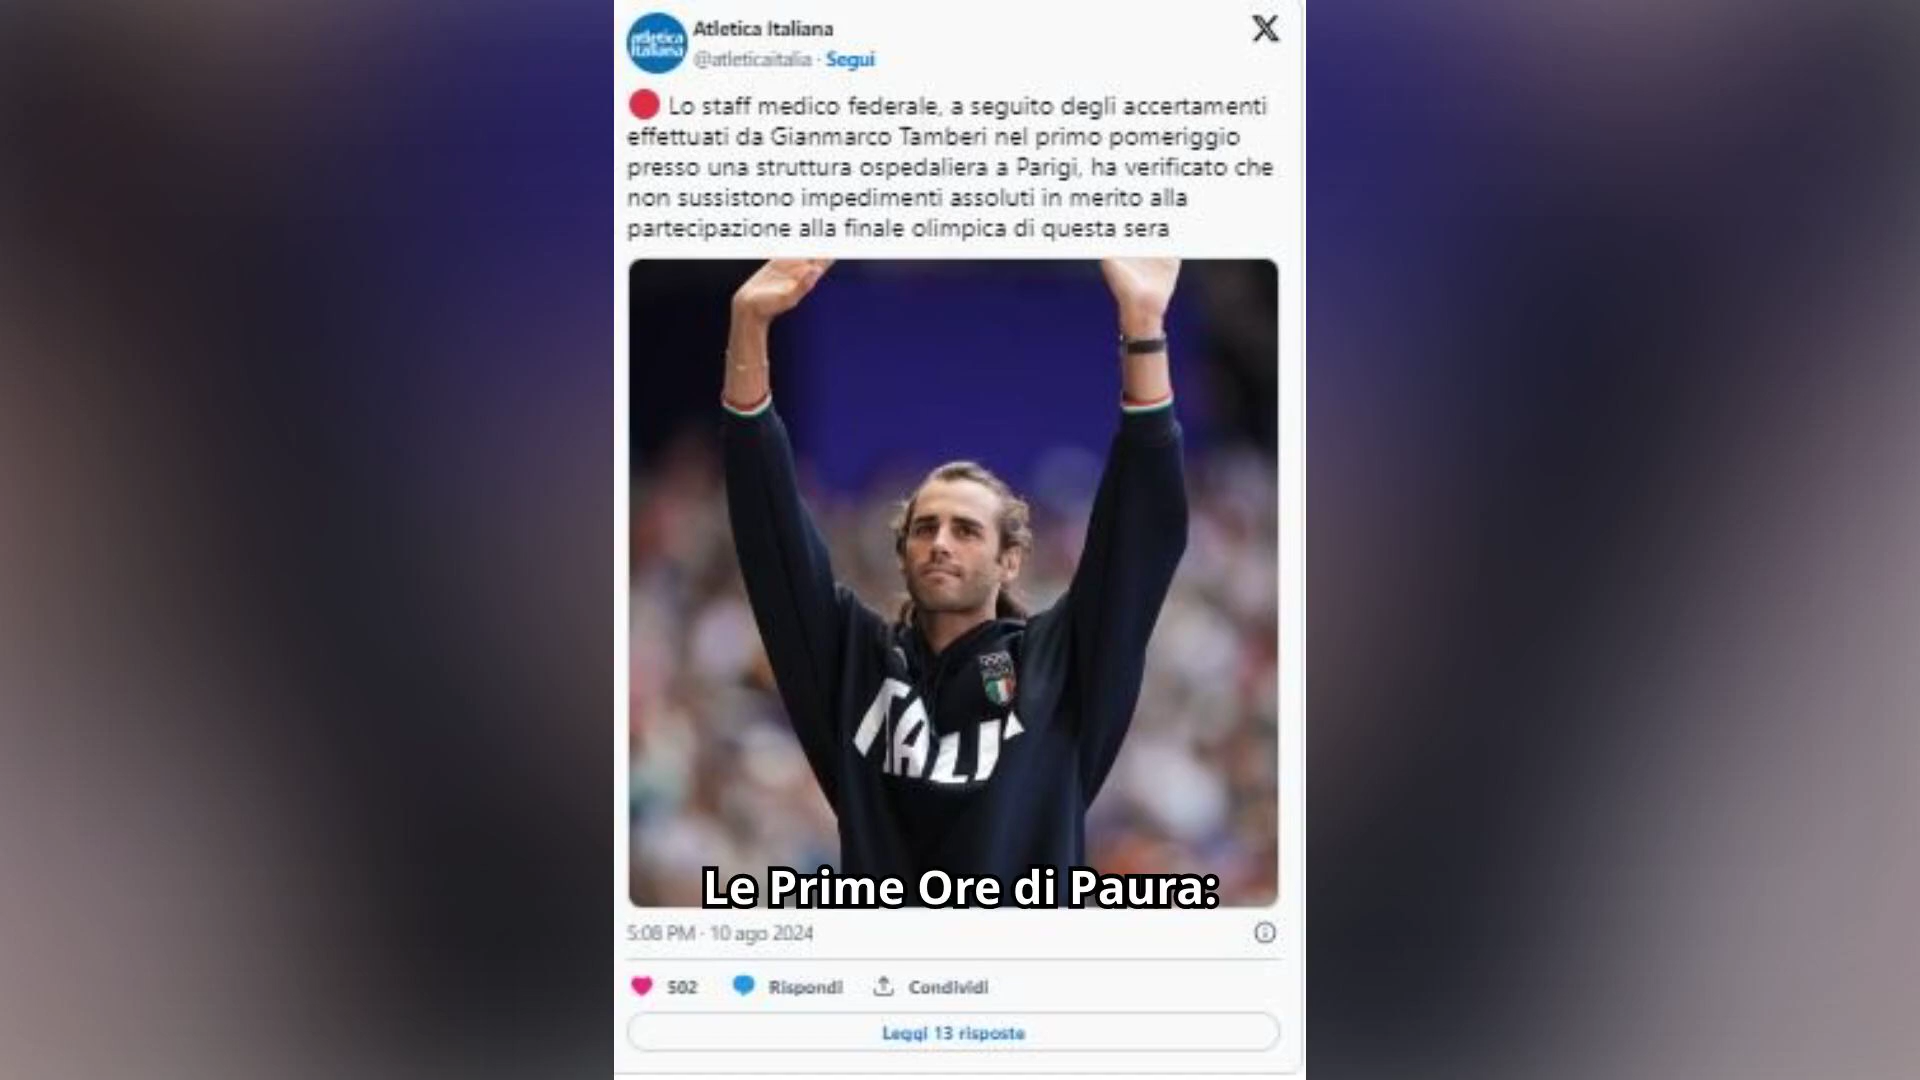 atletica
italiana
Atletica Italiana
@atleticaitalia · Segui
Lo staff medico federale, a seguito degli accertamenti
effettuati da Gianmarco Tamberi nel primo pomeriggio
presso una struttura ospedaliera a Parigi, ha verificato che
non sussistono impedimenti assoluti in merito alla
partecipazione alla finale olimpica di questa sera
ITALI
Le Prime Ore di Paura:
5:08 PM · 10 ago 2024
502 Rispondi Condividi
Leggi 13 risposte